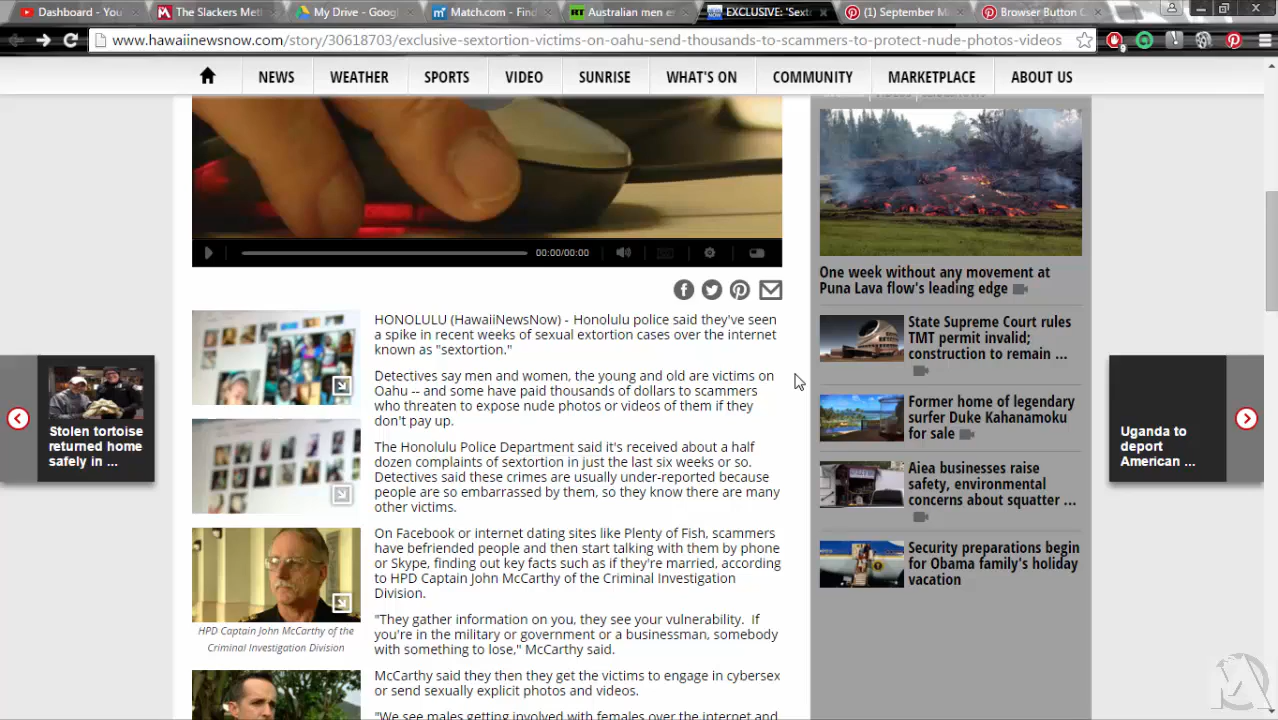 Dashboard - You
The Slackers Met
My Drive - Goog
Match.com - Fin
Australian men e
EXCLUSIVE: 'Sext
(1) September M
Browser Button C
www.hawaiinewsnow.com/story/30618703/exclusive-sextortion-victims-on-oahu-send-thousands-to-scammers-to-protect-nude-photos-videos
9
NEWS WEATHER SPORTS VIDEO SUNRISE WHAT'S ON COMMUNITY MARKETPLACE ABOUT US
00:00/00:00
HONOLULU (HawaiiNewsNow) - Honolulu police said they've seen
a spike in recent weeks of sexual extortion cases over the internet
known as "sextortion."
Detectives say men and women, the young and old are victims on
Oahu -- and some have paid thousands of dollars to scammers
who threaten to expose nude photos or videos of them if they
don't pay up.
The Honolulu Police Department said it's received about a half
dozen complaints of sextortion in just the last six weeks or so.
Detectives said these crimes are usually under-reported because
people are so embarrassed by them, so they know there are many
other victims.
On Facebook or internet dating sites like Plenty of Fish, scammers
have befriended people and then start talking with them by phone
or Skype, finding out key facts such as if they're married, according
to HPD Captain John McCarthy of the Criminal Investigation
Division.
"They gather information on you, they see your vulnerability. If
you're in the military or government or a businessman, somebody
with something to lose," McCarthy said.
McCarthy said they then they get the victims to engage in cybersex
or send sexually explicit photos and videos.
"We see males getting involved with females over the internet and
HPD Captain John McCarthy of the
Criminal Investigation Division
One week without any movement at
Puna Lava flow's leading edge
State Supreme Court rules
TMT permit invalid;
construction to remain ...
Former home of legendary
surfer Duke Kahanamoku
for sale
Aiea businesses raise
safety, environmental
concerns about squatter ...
Security preparations begin
for Obama family's holiday
vacation
Stolen tortoise
returned home
safely in ...
Uganda to
deport
American ...